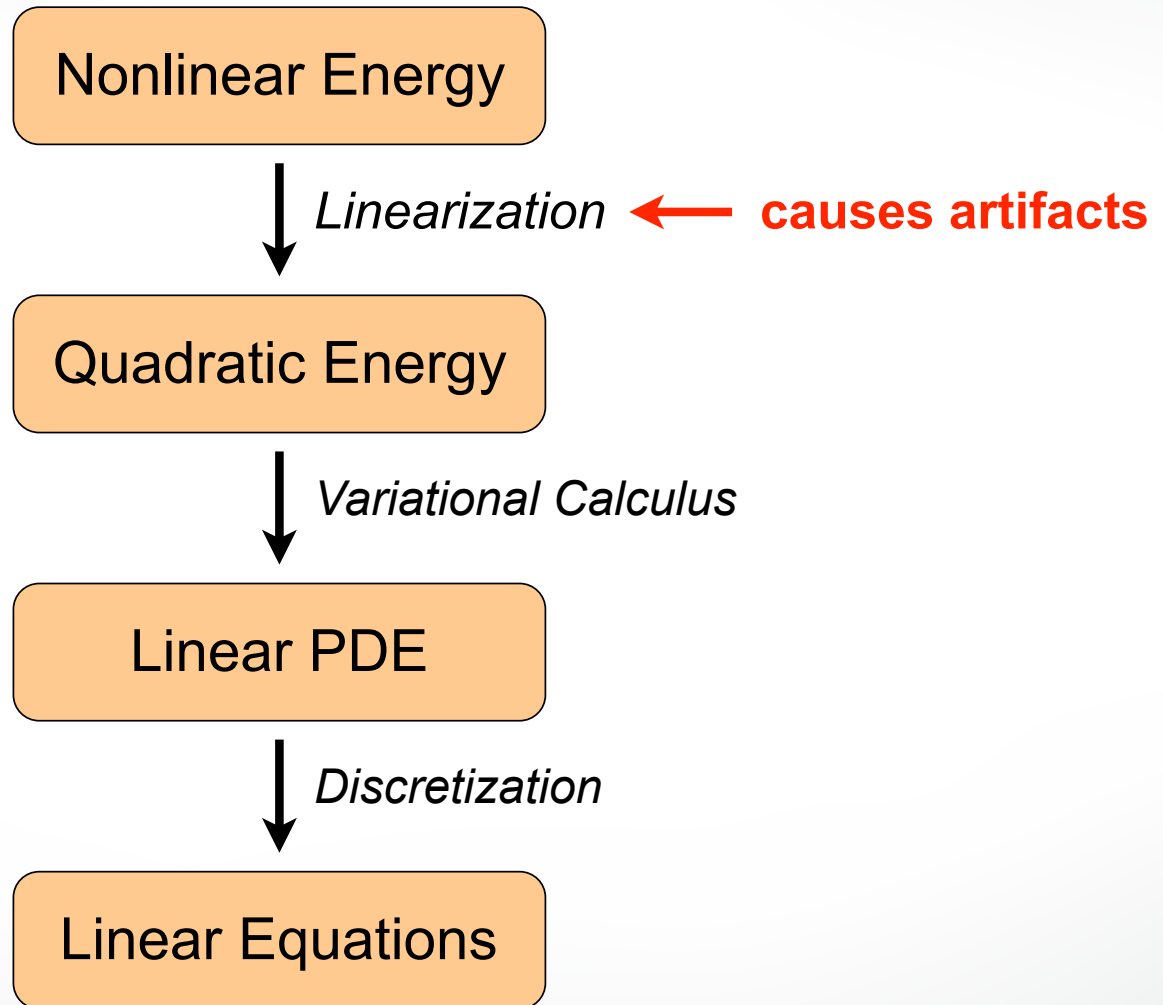 Nonlinear Energy
Linearization
causes artifacts
Quadratic Energy
Variational Calculus
Linear PDE
Discretization
Linear Equations